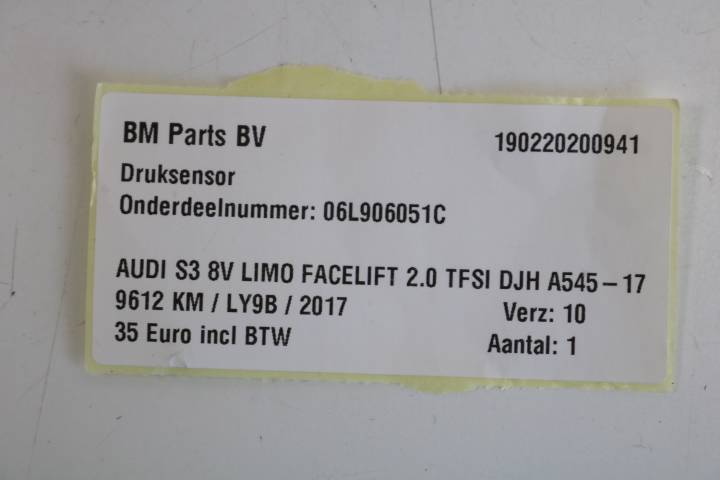 BM Parts BV 190220200941
Druksensor
Onderdeelnummer: 06L906051C
AUDI S3 8V LIMO FACELIFT 2.0 TFSI DJH A545-17
9612 KM / LY9B / 2017 Verz: 10
35 Euro incl BTW Aantal: 1